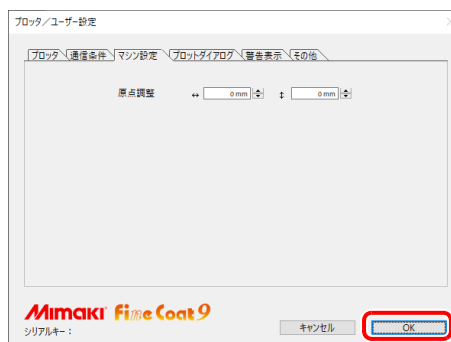 プロッタ/ユーザー設定
プロッタ 通信条件 マシン設定 プロットダイアログ 警告表示 その他
原点調整 ↔ 0 mm ↕ 0 mm
Mimaki Fine Coat 9
シリアルキー:
キャンセル OK